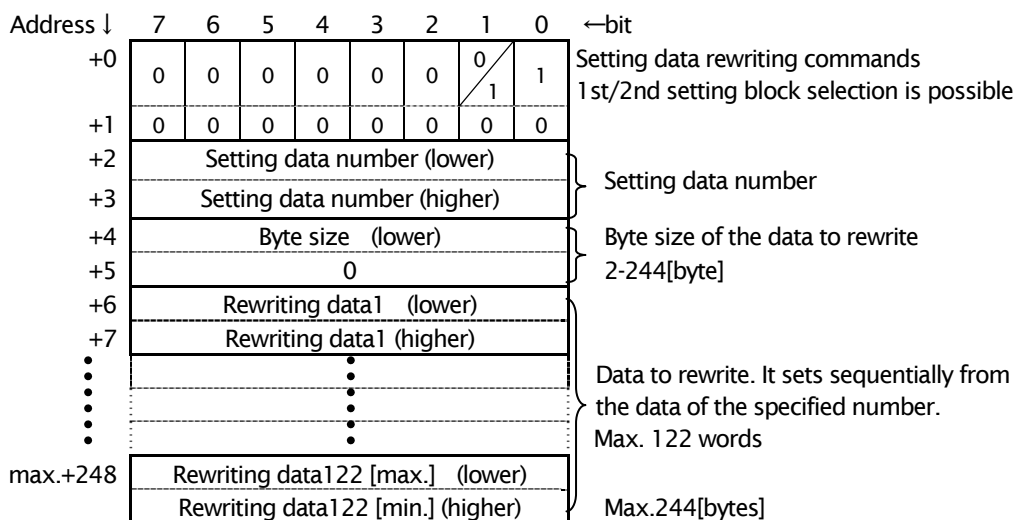 Address↓ 7 6 5 4 3 2 1 0 ←bit
+0 0 0 0 0 0 0 0/1 1 Setting data rewriting commands
1st/2nd setting block selection is possible
+1 0 0 0 0 0 0 0 0
+2 Setting data number (lower)
Setting data number
+3 Setting data number (higher)
+4 Byte size (lower) Byte size of the data to rewrite
+5 0 2-244[byte]
+6 Rewriting data1 (lower)
+7 Rewriting data1 (higher)
Data to rewrite. It sets sequentially from
the data of the specified number.
Max. 122 words
max.+248 Rewriting data122 [max.] (lower)
Rewriting data122 [min.] (higher) Max.244[bytes]